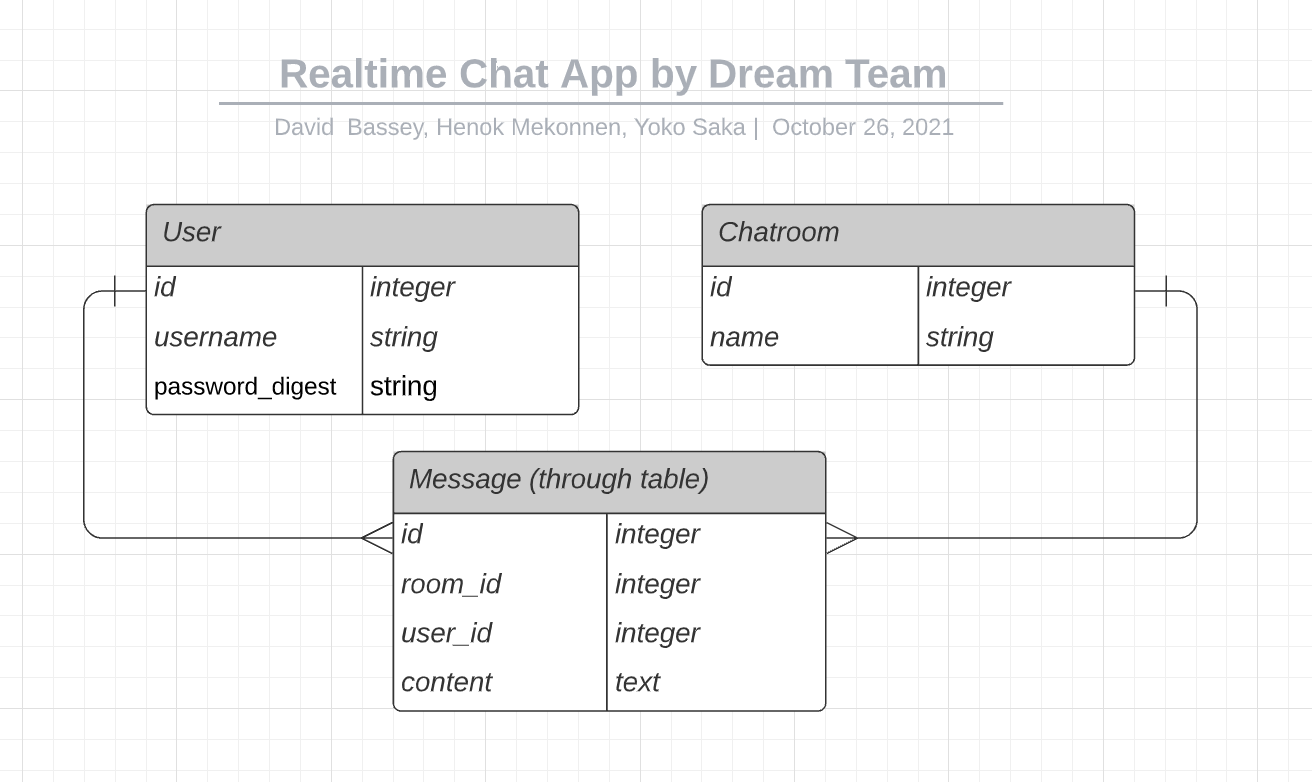 Realtime Chat App by Dream Team
David  Bassey, Henok Mekonnen, Yoko Saka |  October 26, 2021
User
id integer
username string
password_digest string
Chatroom
id integer
name string
Message (through table)
id integer
room_id integer
user_id integer
content text